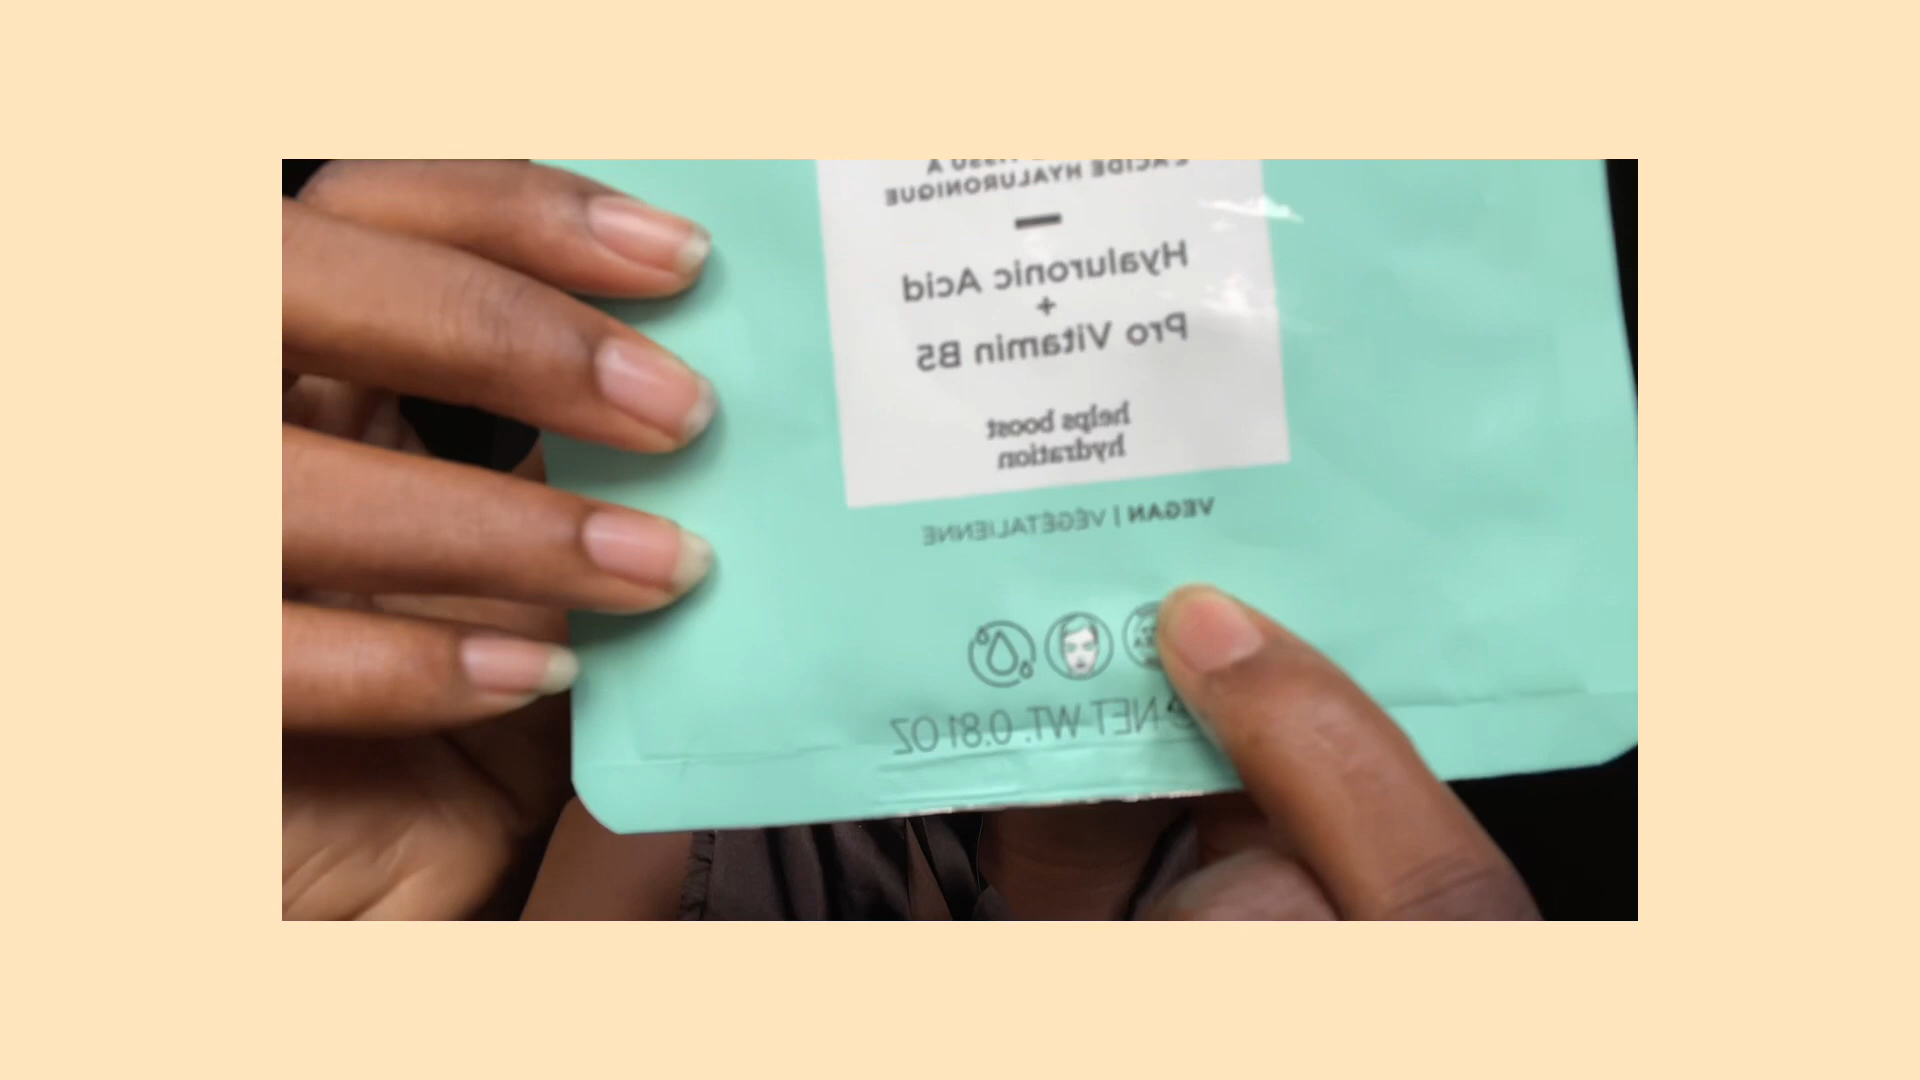 L'ACIDE HYALURONIQUE
Hyaluronic Acid
+
Pro Vitamin B5
helps boost
hydration
VEGAN | VÉGÉTALIENNE
NET WT. 0.81 OZ